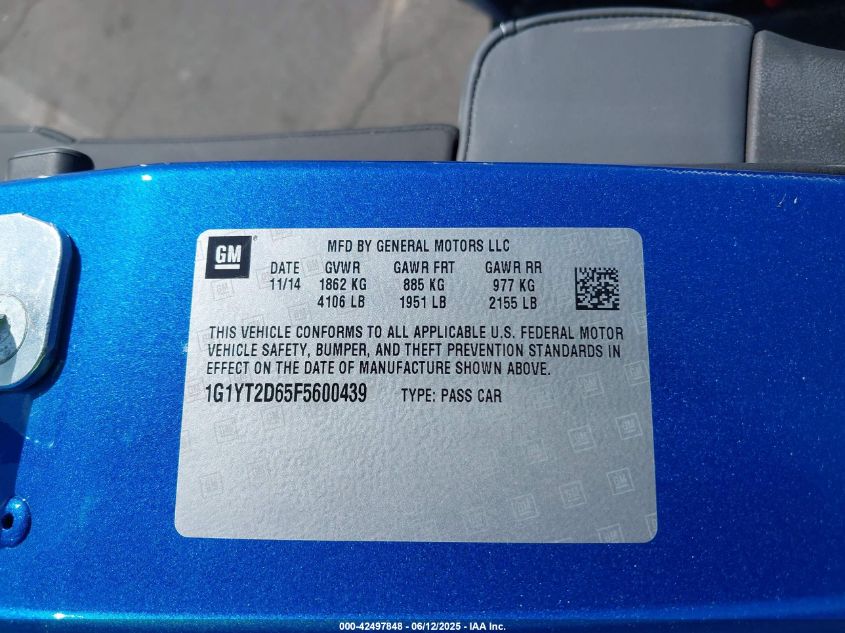 GM
MFD BY GENERAL MOTORS LLC
DATE GVWR GAWR FRT GAWR RR
11/14 1862 KG 885 KG 977 KG
4106 LB 1951 LB 2155 LB
THIS VEHICLE CONFORMS TO ALL APPLICABLE U.S. FEDERAL MOTOR
VEHICLE SAFETY, BUMPER, AND THEFT PREVENTION STANDARDS IN
EFFECT ON THE DATE OF MANUFACTURE SHOWN ABOVE.
1G1YT2D65F5600439 TYPE: PASS CAR
000-42497848 - 06/12/2025 - IAA Inc.